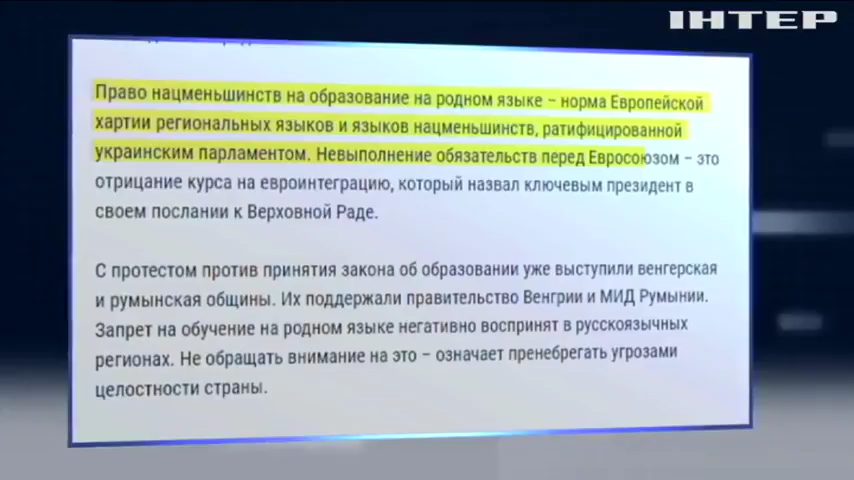 ІНТЕР
Право нацменьшинств на образование на родном языке – норма Европейской
хартии региональных языков и языков нацменьшинств, ратифицированной
украинским парламентом. Невыполнение обязательств перед Евросоюзом – это
отрицание курса на евроинтеграцию, который назвал ключевым президент в
своем послании к Верховной Раде.
С протестом против принятия закона об образовании уже выступили венгерская
и румынская общины. Их поддержали правительство Венгрии и МИД Румынии.
Запрет на обучение на родном языке негативно воспринят в русскоязычных
регионах. Не обращать внимание на это – означает пренебрегать угрозами
целостности страны.